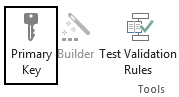 Primary
Key
Builder
Test Validation
Rules
Tools